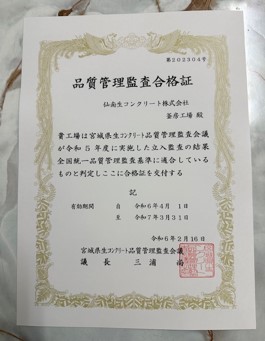 第202304号
品質管理監査合格証
仙南生コンクリート株式会社
釜房工場 殿
貴工場は宮城県生コンクリート品質管理監査会議
が令和5年度に実施した立入監査の結果
全国統一品質管理監査基準に適合している
ものと判定しここに合格証を交付する
記
有効期間 自 令和6年4月1日
至 令和7年3月31日
令和6年2月16日
宮城県生コンクリート品質管理監査会議
議長 三浦 尚